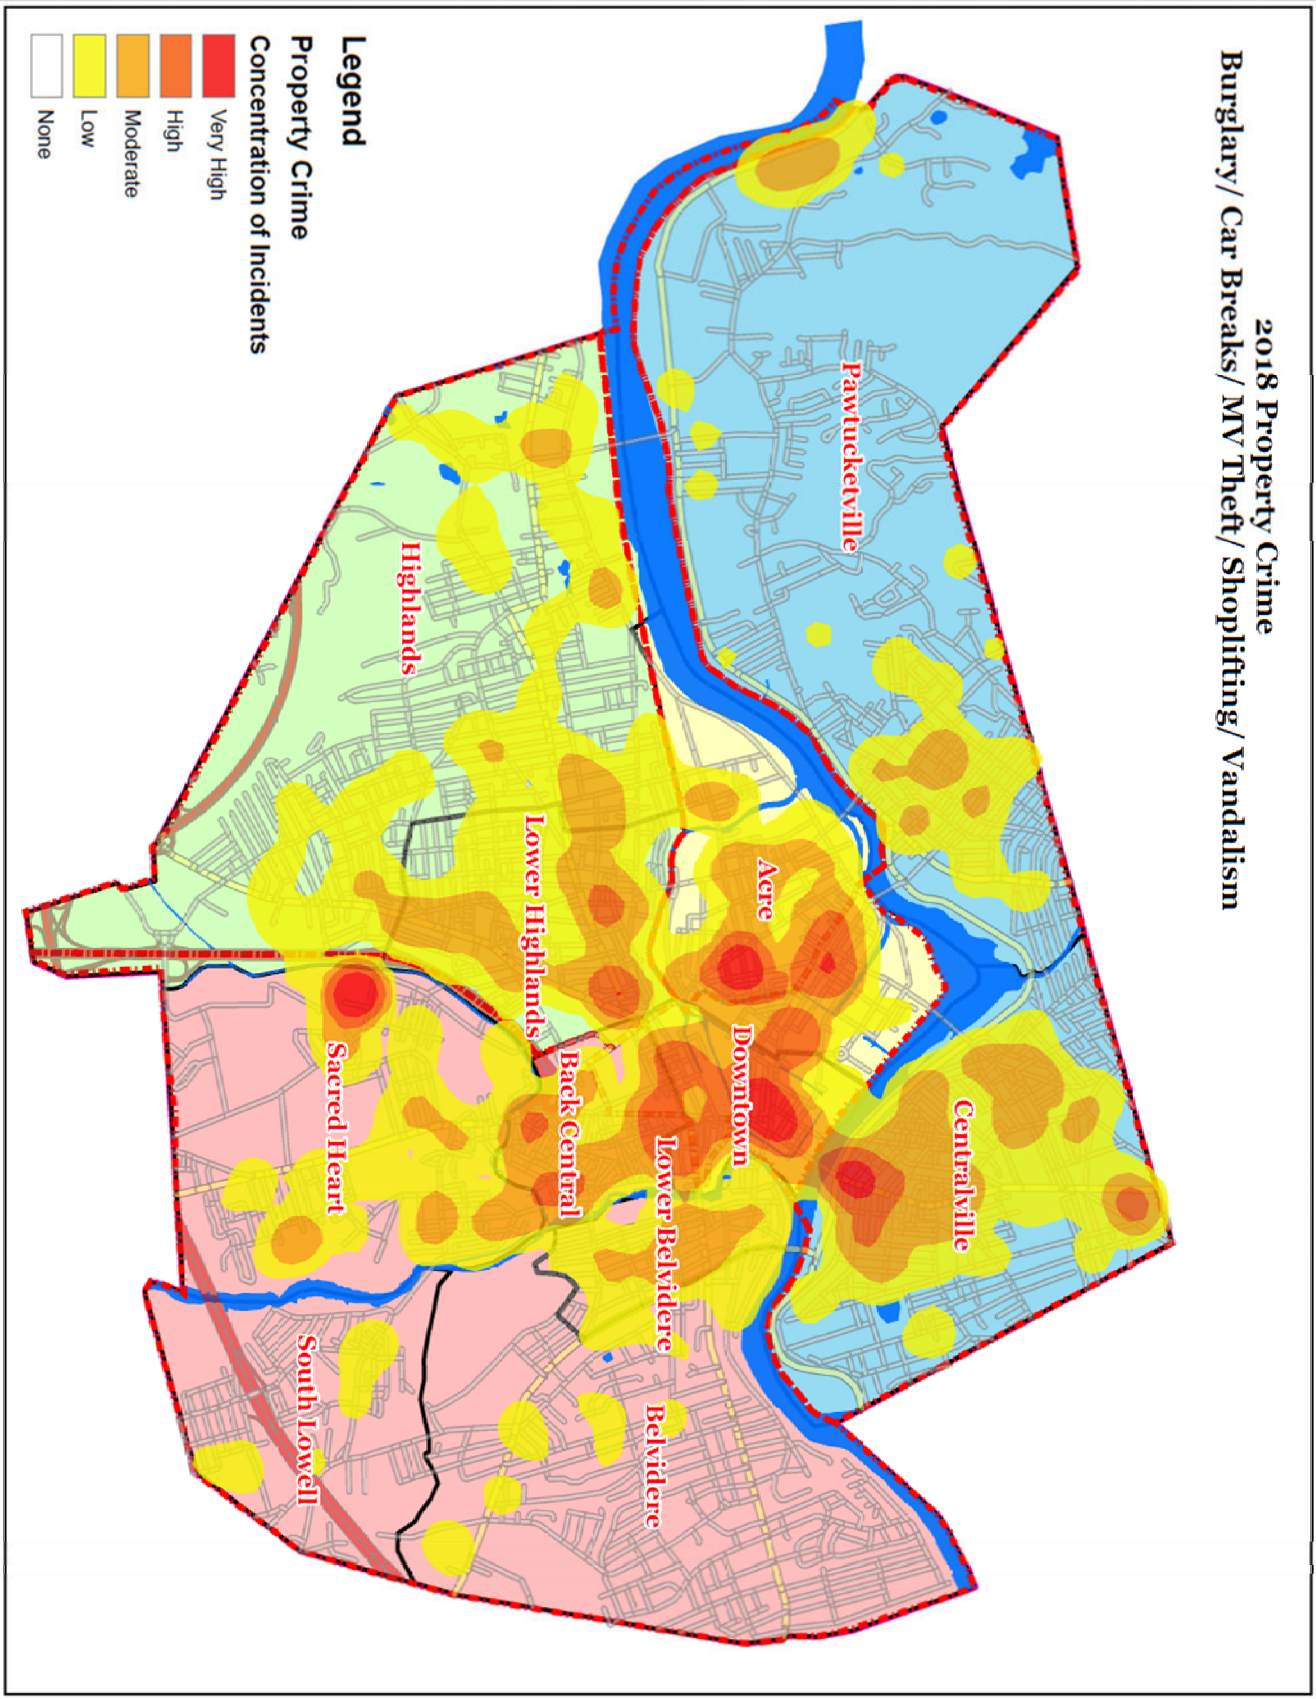 2018 Property Crime
Burglary/ Car Breaks/ MV Theft/ Shoplifting/ Vandalism
Pawtucketville
Centralville
Acre
Downtown
Lower Belvidere
Belvidere
Back Central
Lower Highlands
Highlands
Sacred Heart
South Lowell
Legend
Property Crime
Concentration of Incidents
Very High
High
Moderate
Low
None